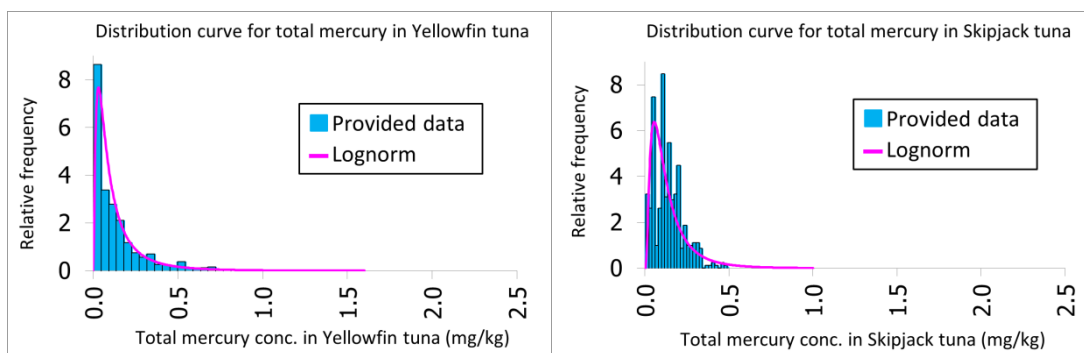 Distribution curve for total mercury in Yellowfin tuna
Relative frequency
8
6
4
2
0
Provided data
Lognorm
0.0
0.5
1.0
1.5
2.0
2.5
Total mercury conc. in Yellowfin tuna (mg/kg)
Distribution curve for total mercury in Skipjack tuna
Relative frequency
8
6
4
2
0
Provided data
Lognorm
0.0
0.5
1.0
1.5
2.0
2.5
Total mercury conc. in Skipjack tuna (mg/kg)